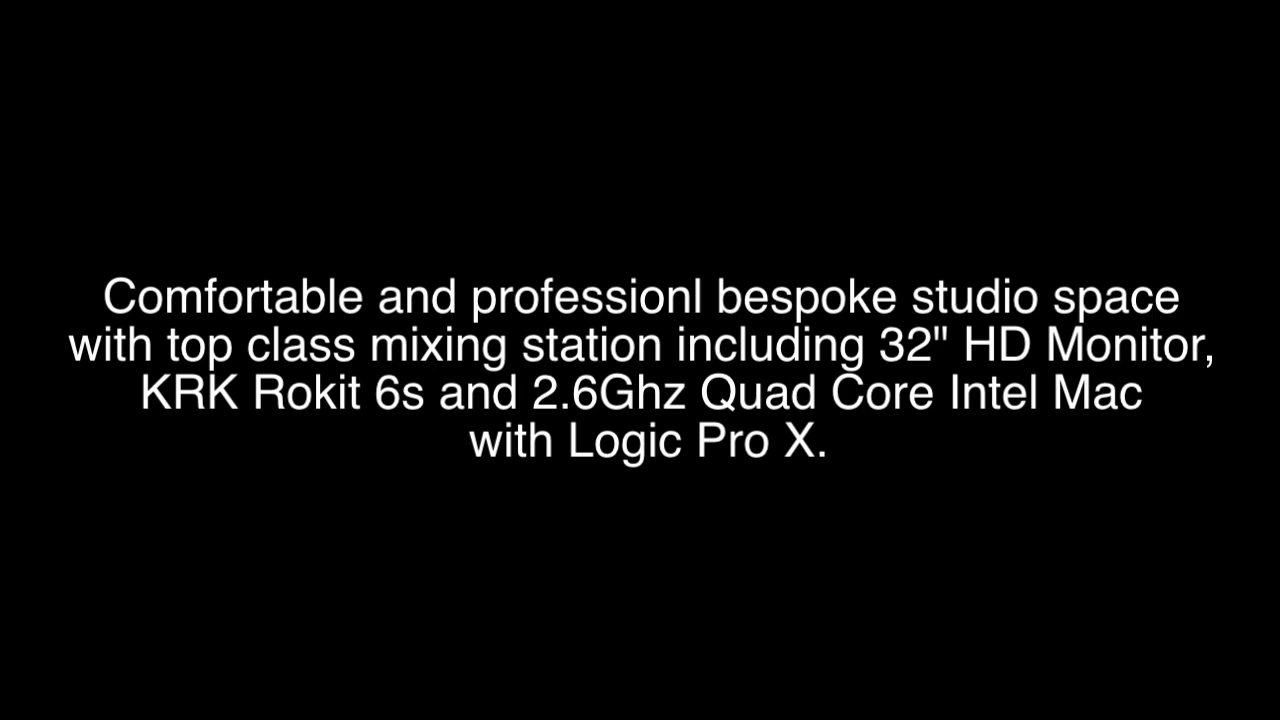 Comfortable and professionl bespoke studio space
with top class mixing station including 32" HD Monitor,
KRK Rokit 6s and 2.6Ghz Quad Core Intel Mac
with Logic Pro X.